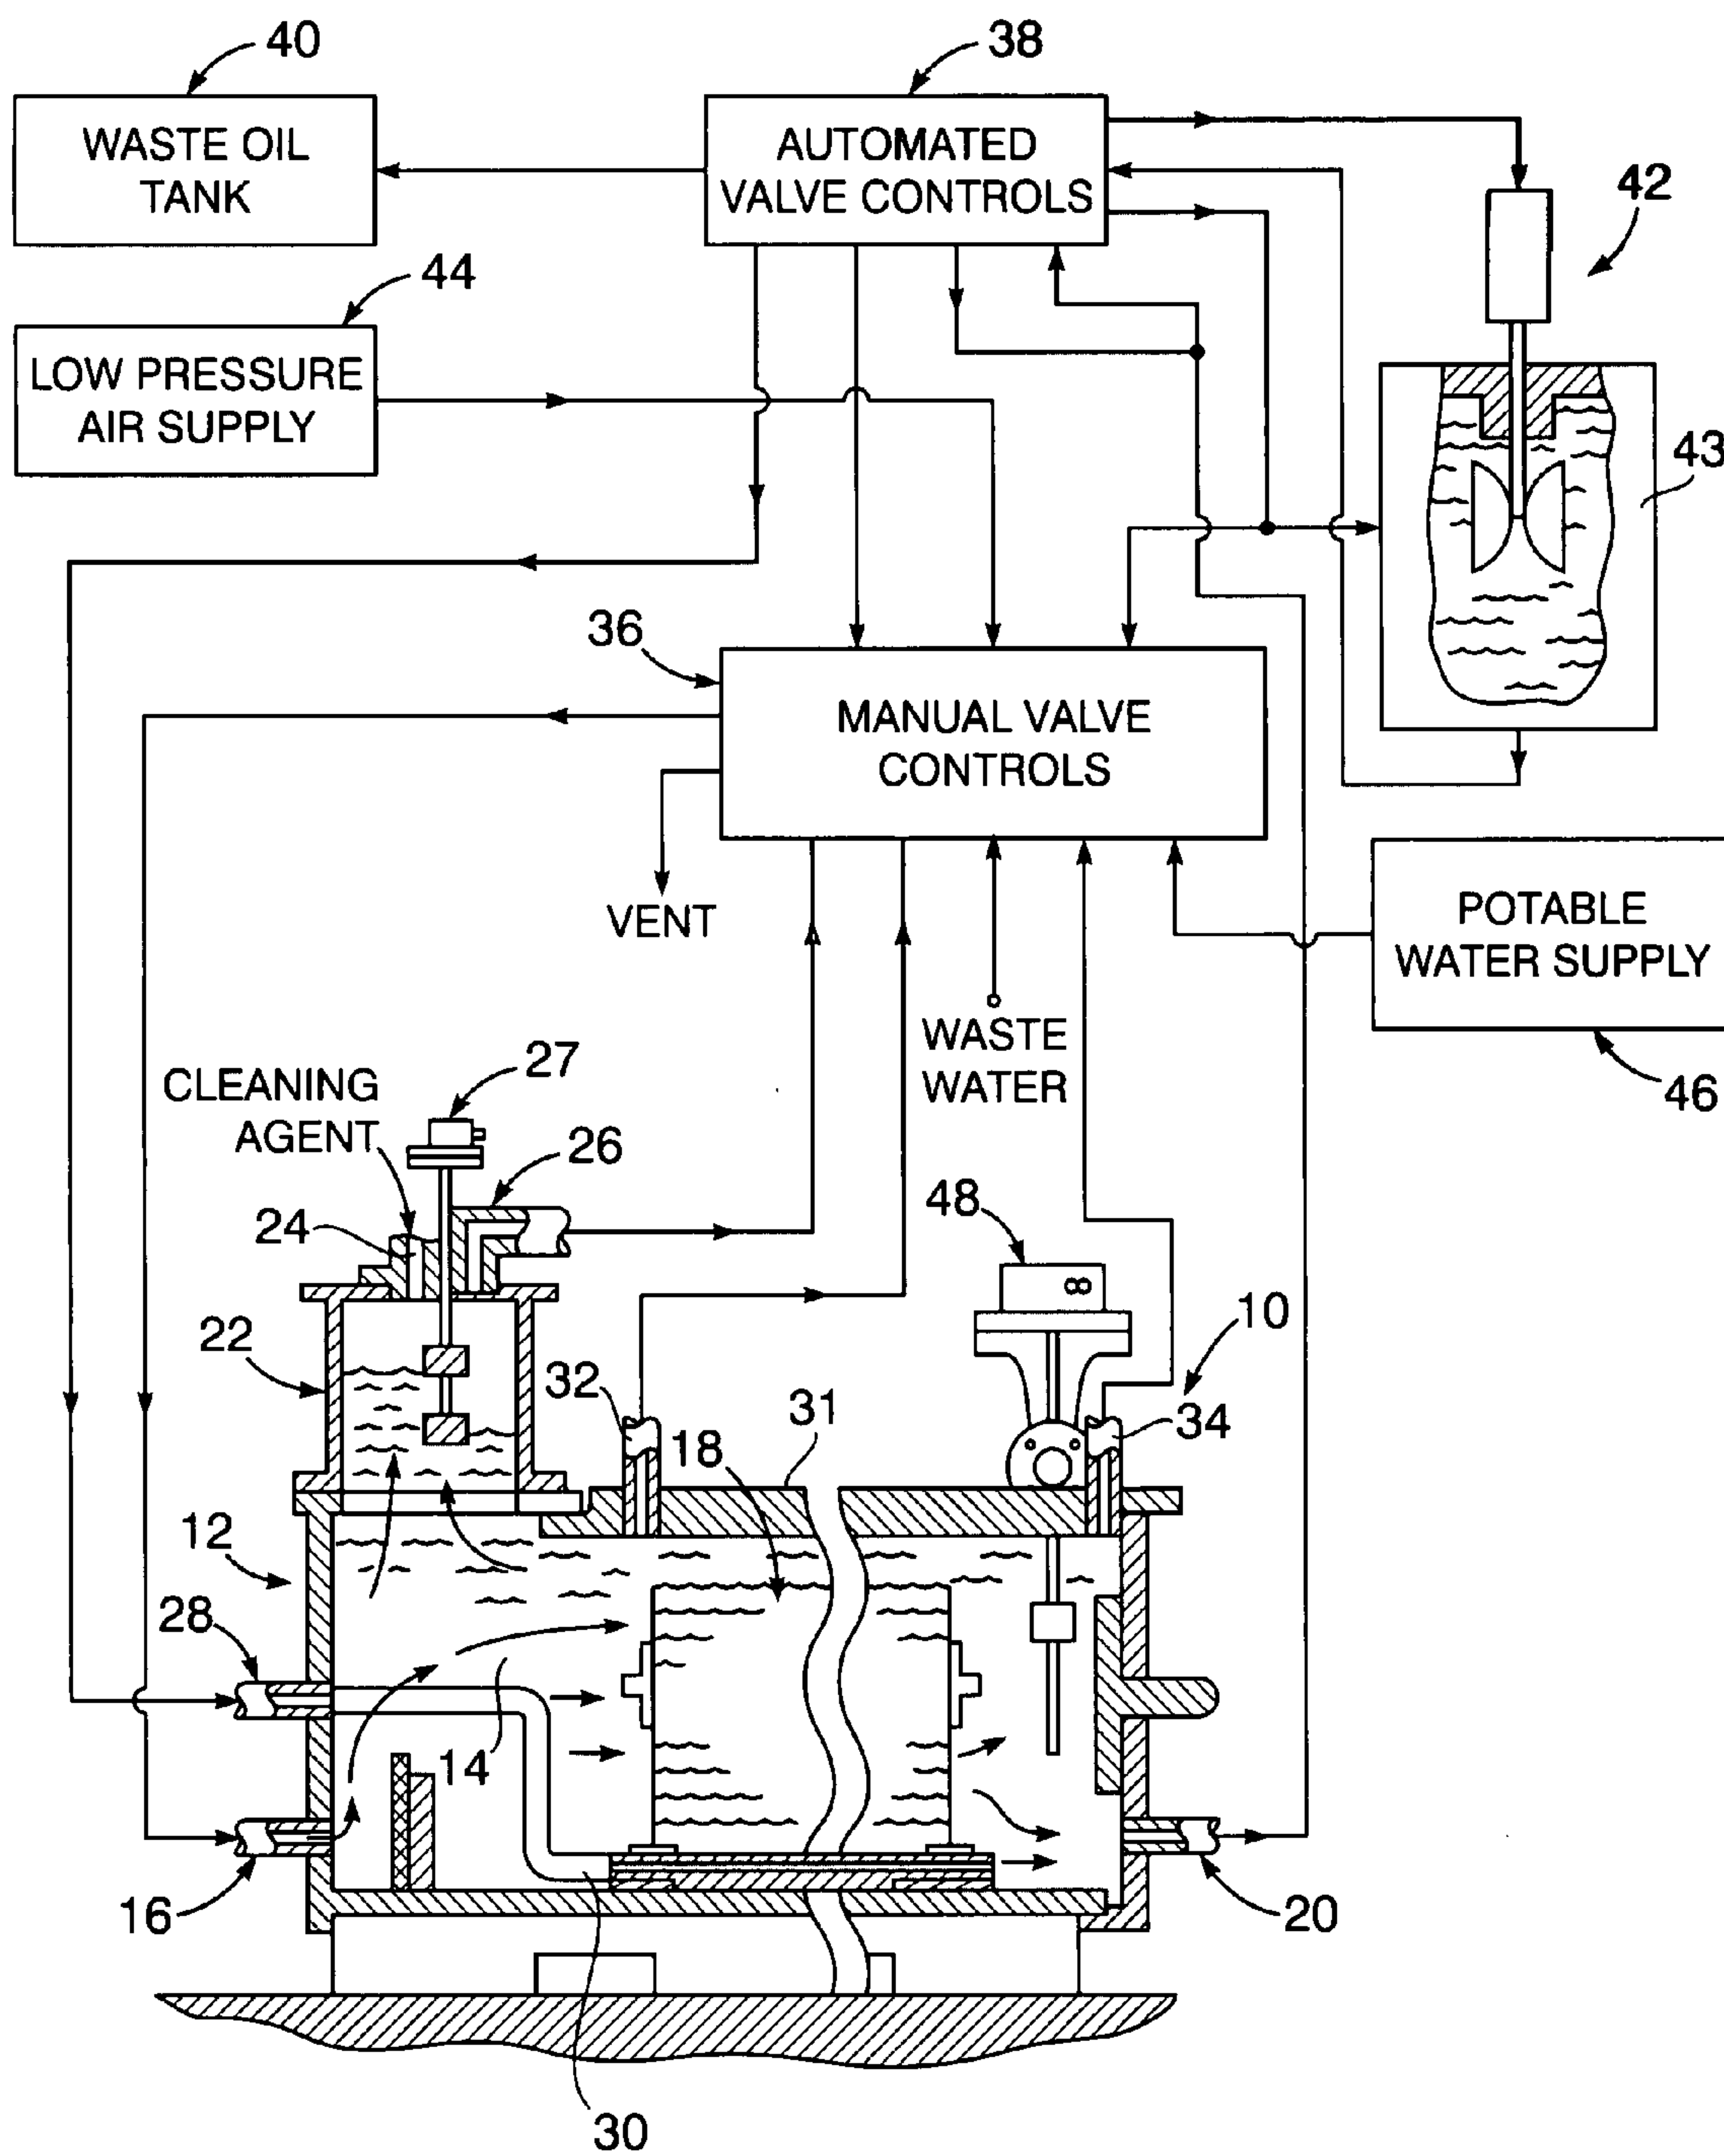 40
38
WASTE OIL
TANK
AUTOMATED
VALVE CONTROLS
42
44
LOW PRESSURE
AIR SUPPLY
43
36
MANUAL VALVE
CONTROLS
VENT
POTABLE
WATER SUPPLY
WASTE
WATER
46
CLEANING
AGENT
27
26
24
48
8
10
22
32
31
18
34
12
28
14
16
20
30